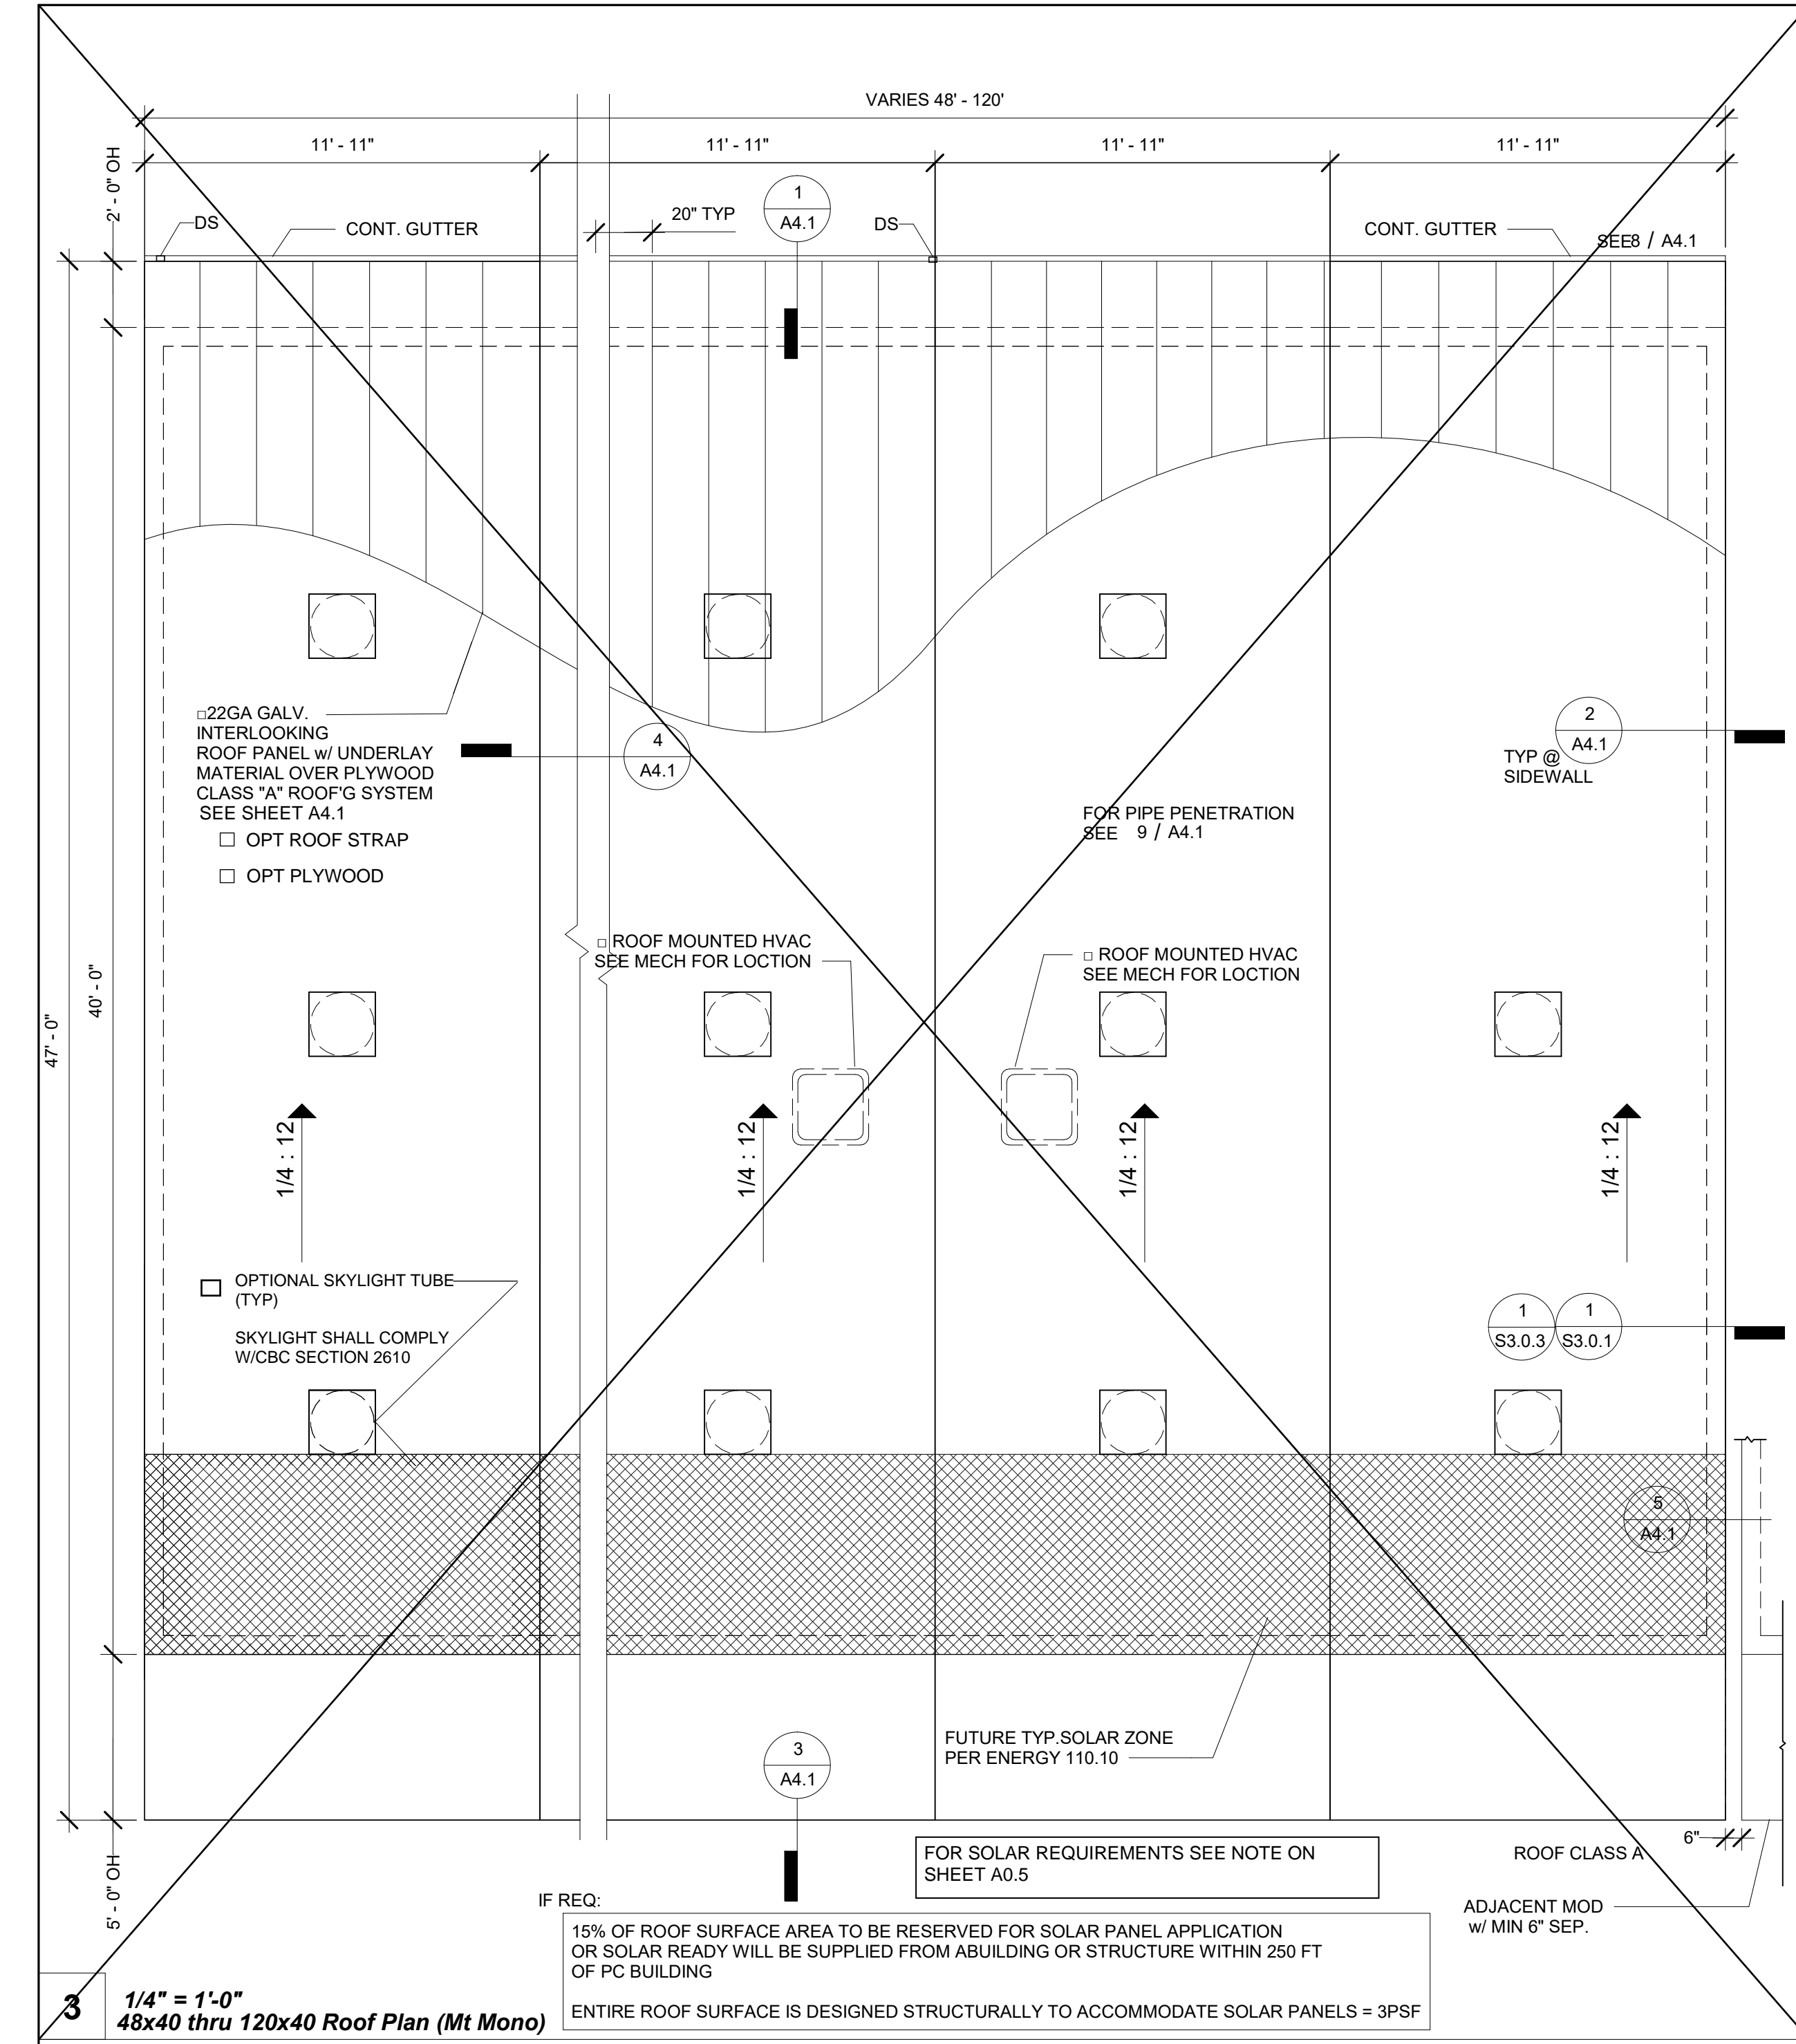 VARIES 48' - 120'
11' - 11"
11' - 11"
11' - 11"
11' - 11"
2' - 0" OH
DS
CONT. GUTTER
20" TYP
1
A4.1
DS
CONT. GUTTER
SEE8 / A4.1
□22GA GALV.
INTERLOOKING
ROOF PANEL w/ UNDERLAY
MATERIAL OVER PLYWOOD
CLASS "A" ROOF'G SYSTEM
SEE SHEET A4.1
□ OPT ROOF STRAP
□ OPT PLYWOOD
4
A4.1
2
A4.1
TYP @
SIDEWALL
FOR PIPE PENETRATION
SEE 9 / A4.1
□ ROOF MOUNTED HVAC
SEE MECH FOR LOCTION
□ ROOF MOUNTED HVAC
SEE MECH FOR LOCTION
47' - 0"
40' - 0"
1/4 : 12
1/4 : 12
1/4 : 12
1/4 : 12
□ OPTIONAL SKYLIGHT TUBE
(TYP)
SKYLIGHT SHALL COMPLY
W/CBC SECTION 2610
1
S3.0.3
1
S3.0.1
5
A4.1
FUTURE TYP.SOLAR ZONE
PER ENERGY 110.10
3
A4.1
5' - 0" OH
FOR SOLAR REQUIREMENTS SEE NOTE ON
SHEET A0.5
6"
ROOF CLASS A
ADJACENT MOD
w/ MIN 6" SEP.
IF REQ:
15% OF ROOF SURFACE AREA TO BE RESERVED FOR SOLAR PANEL APPLICATION
OR SOLAR READY WILL BE SUPPLIED FROM ABUILDING OR STRUCTURE WITHIN 250 FT
OF PC BUILDING
ENTIRE ROOF SURFACE IS DESIGNED STRUCTURALLY TO ACCOMMODATE SOLAR PANELS = 3PSF
3
1/4" = 1'-0"
48x40 thru 120x40 Roof Plan (Mt Mono)